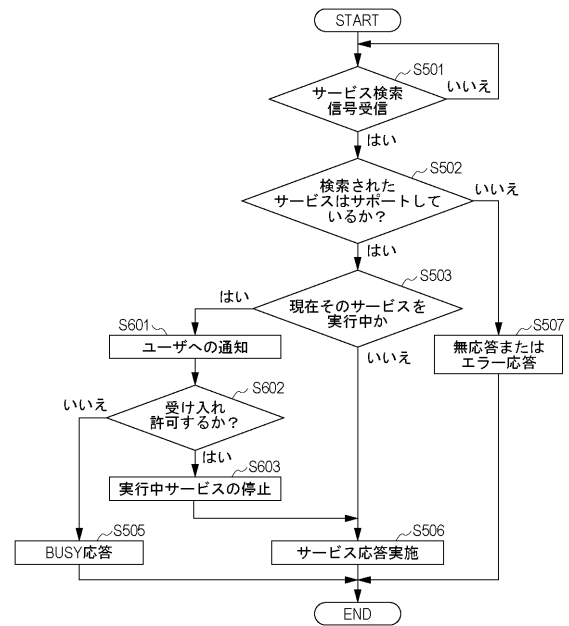 START
S501
サービス検索
信号受信
いいえ
はい
S502
検索された
サービスはサポートして
いるか?
いいえ
はい
S503
現在そのサービスを
実行中か
はい
いいえ
S601
ユーザへの通知
S507
無応答または
エラー応答
S602
受け入れ
許可するか?
いいえ
はい
S603
実行中サービスの停止
S505
BUSY応答
S506
サービス応答実施
END